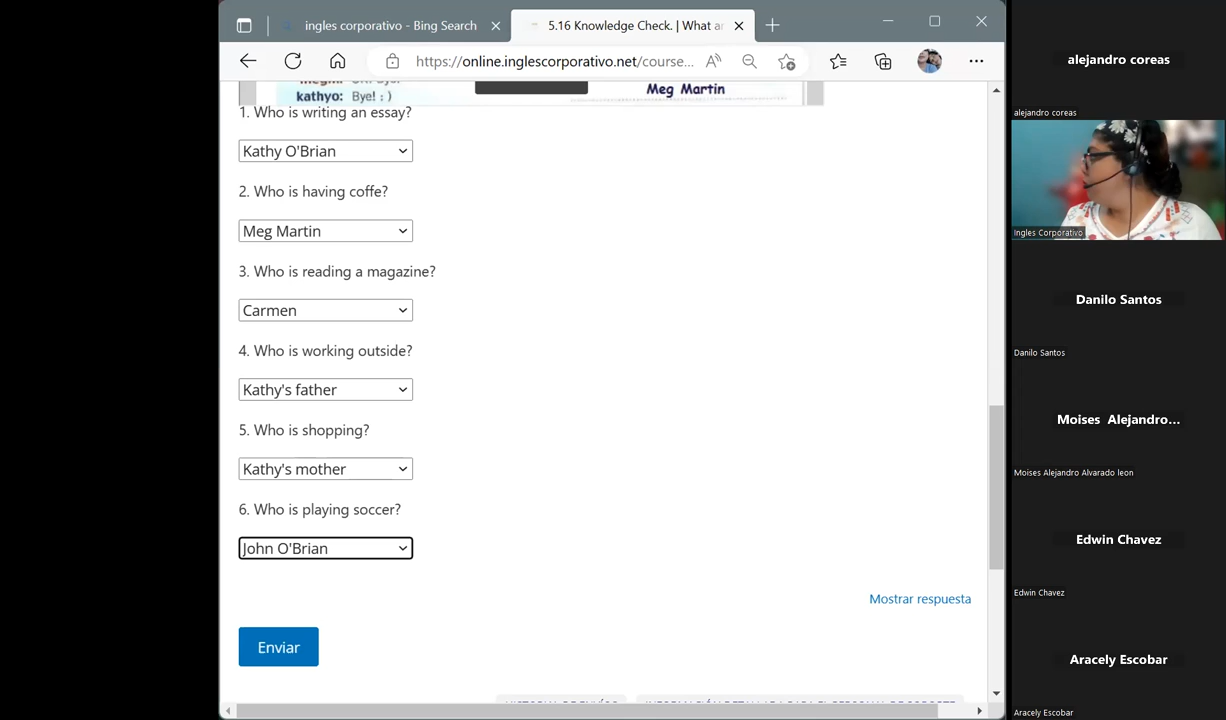 ingles corporativo - Bing Search
5.16 Knowledge Check. | What ar
https://online.inglescorporativo.net/course...
kathyo: Bye! :)
Meg Martin
1. Who is writing an essay?
Kathy O'Brian
2. Who is having coffe?
Meg Martin
3. Who is reading a magazine?
Carmen
4. Who is working outside?
Kathy's father
5. Who is shopping?
Kathy's mother
6. Who is playing soccer?
John O'Brian
Mostrar respuesta
Enviar
alejandro coreas
alejandro coreas
Ingles Corporativo
Danilo Santos
Danilo Santos
Moises Alejandro...
Moises Alejandro Alvarado leon
Edwin Chavez
Edwin Chavez
Aracely Escobar
Aracely Escobar